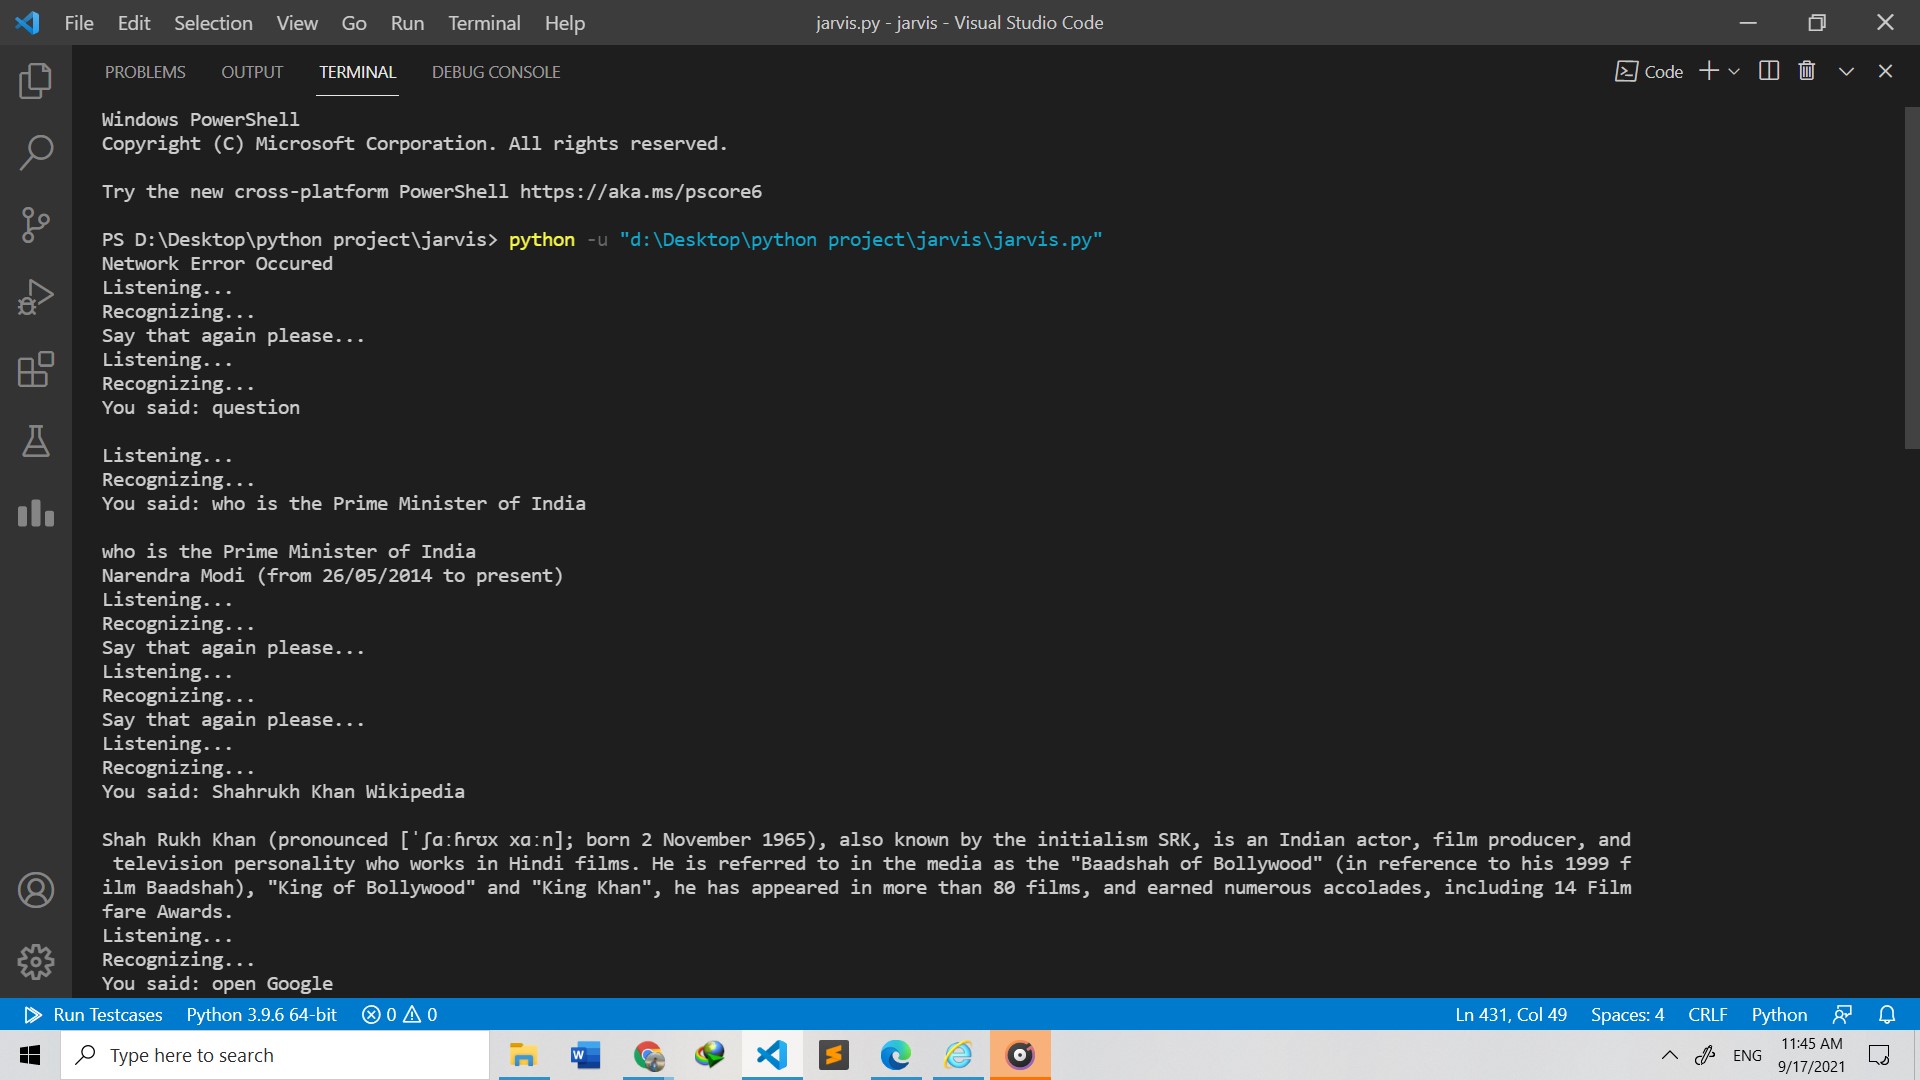 File Edit Selection View Go Run Terminal Help jarvis.py - jarvis - Visual Studio Code
PROBLEMS OUTPUT TERMINAL DEBUG CONSOLE Code
Windows PowerShell
Copyright (C) Microsoft Corporation. All rights reserved.
Try the new cross-platform PowerShell https://aka.ms/pscore6
PS D:\Desktop\python project\jarvis> python -u "d:\Desktop\python project\jarvis\jarvis.py"
Network Error Occured
Listening...
Recognizing...
Say that again please...
Listening...
Recognizing...
You said: question
Listening...
Recognizing...
You said: who is the Prime Minister of India
who is the Prime Minister of India
Narendra Modi (from 26/05/2014 to present)
Listening...
Recognizing...
Say that again please...
Listening...
Recognizing...
Say that again please...
Listening...
Recognizing...
You said: Shahrukh Khan Wikipedia
Shah Rukh Khan (pronounced [ˈʃɑːɦrʊx xɑːn]; born 2 November 1965), also known by the initialism SRK, is an Indian actor, film producer, and
television personality who works in Hindi films. He is referred to in the media as the "Baadshah of Bollywood" (in reference to his 1999 f
ilm Baadshah), "King of Bollywood" and "King Khan", he has appeared in more than 80 films, and earned numerous accolades, including 14 Film
fare Awards.
Listening...
Recognizing...
You said: open Google
Run Testcases Python 3.9.6 64-bit 0 0 Ln 431, Col 49 Spaces: 4 CRLF Python
Type here to search ENG 11:45 AM
9/17/2021